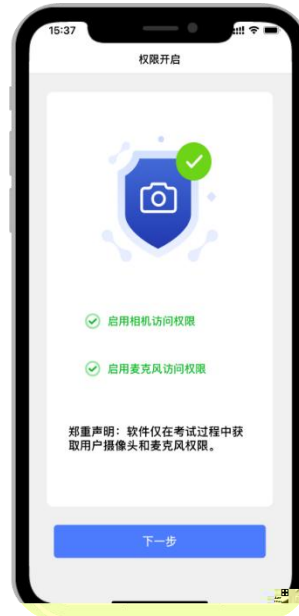 15:37
权限开启
启用相机访问权限
启用麦克风访问权限
郑重声明：软件仅在考试过程中获
取用户摄像头和麦克风权限。
下一步